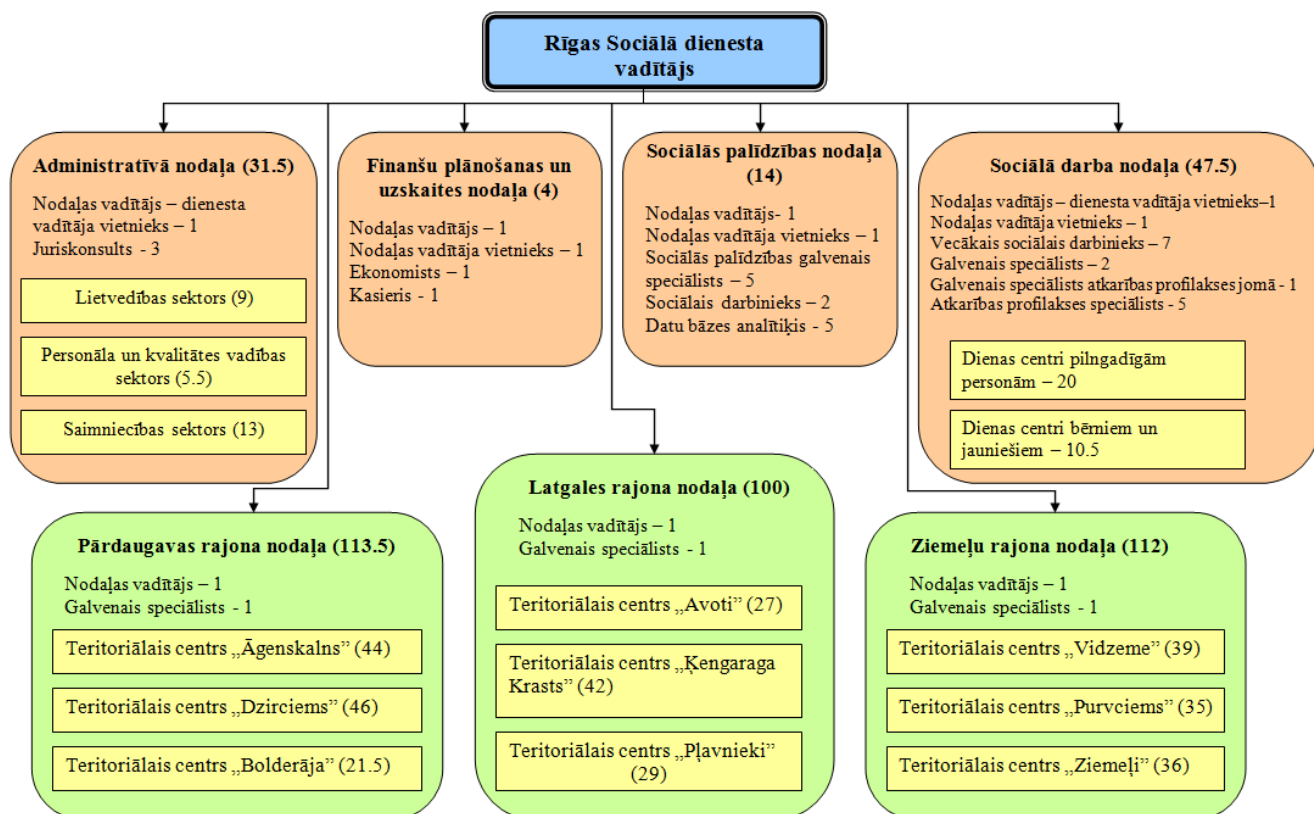 Rīgas Sociālā dienesta
vadītājs
Administratīvā nodaļa (31.5)
Nodaļas vadītājs – dienesta
vadītāja vietnieks – 1
Juriskonsults - 3
Lietvedības sektors (9)
Personāla un kvalitātes vadības
sektors (5.5)
Saimniecības sektors (13)
Finanšu plānošanas un
uzskaites nodaļa (4)
Nodaļas vadītājs – 1
Nodaļas vadītāja vietnieks – 1
Ekonomists – 1
Kasieris - 1
Sociālās palīdzības nodaļa
(14)
Nodaļas vadītājs- 1
Nodaļas vadītāja vietnieks – 1
Sociālās palīdzības galvenais
speciālists – 5
Sociālais darbinieks – 2
Datu bāzes analītiķis - 5
Sociālā darba nodaļa (47.5)
Nodaļas vadītājs – dienesta vadītāja vietnieks–1
Nodaļas vadītāja vietnieks – 1
Vecākais sociālais darbinieks – 7
Galvenais speciālists – 2
Galvenais speciālists atkarības profilakses jomā - 1
Atkarības profilakses speciālists - 5
Dienas centri pilngadīgām
personām – 20
Dienas centri bērniem un
jauniešiem – 10.5
Pārdaugavas rajona nodaļa (113.5)
Nodaļas vadītājs – 1
Galvenais speciālists - 1
Teritoriālais centrs „Āgenskalns” (44)
Teritoriālais centrs „Dzirciems” (46)
Teritoriālais centrs „Bolderāja” (21.5)
Latgales rajona nodaļa (100)
Nodaļas vadītājs – 1
Galvenais speciālists - 1
Teritoriālais centrs „Avoti” (27)
Teritoriālais centrs „Ķengaraga
Krasts” (42)
Teritoriālais centrs „Pļavnieki”
(29)
Ziemeļu rajona nodaļa (112)
Nodaļas vadītājs – 1
Galvenais speciālists - 1
Teritoriālais centrs „Vidzeme” (39)
Teritoriālais centrs „Purvciems” (35)
Teritoriālais centrs „Ziemeļi” (36)